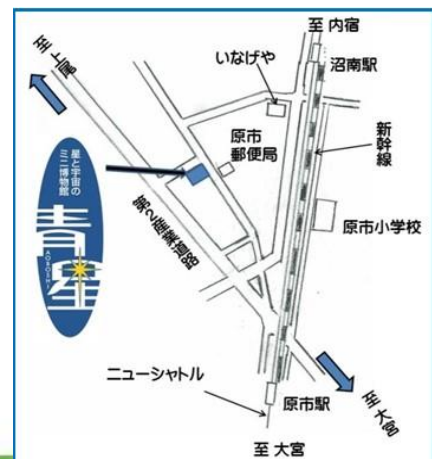 至 内宿
至 上尾
沼南駅
いなげや
新幹線
原市
郵便局
星と宇宙の
ミニ博物館
青星
AOBOSHI
第2産業道路
原市小学校
ニューシャトル
原市駅
至 大宮
至 大宮